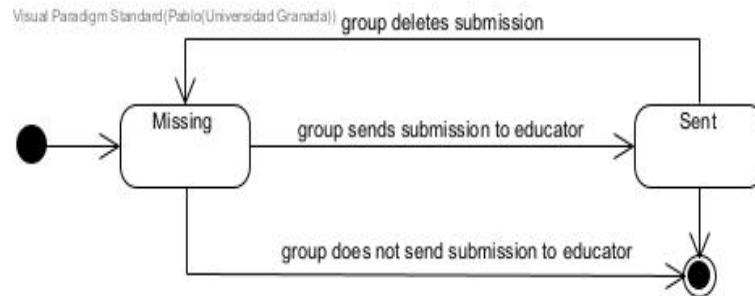 Visual Paradigm Standard(Pablo(Universidad Granada))
group deletes submission
Missing
group sends submission to educator
Sent
group does not send submission to educator